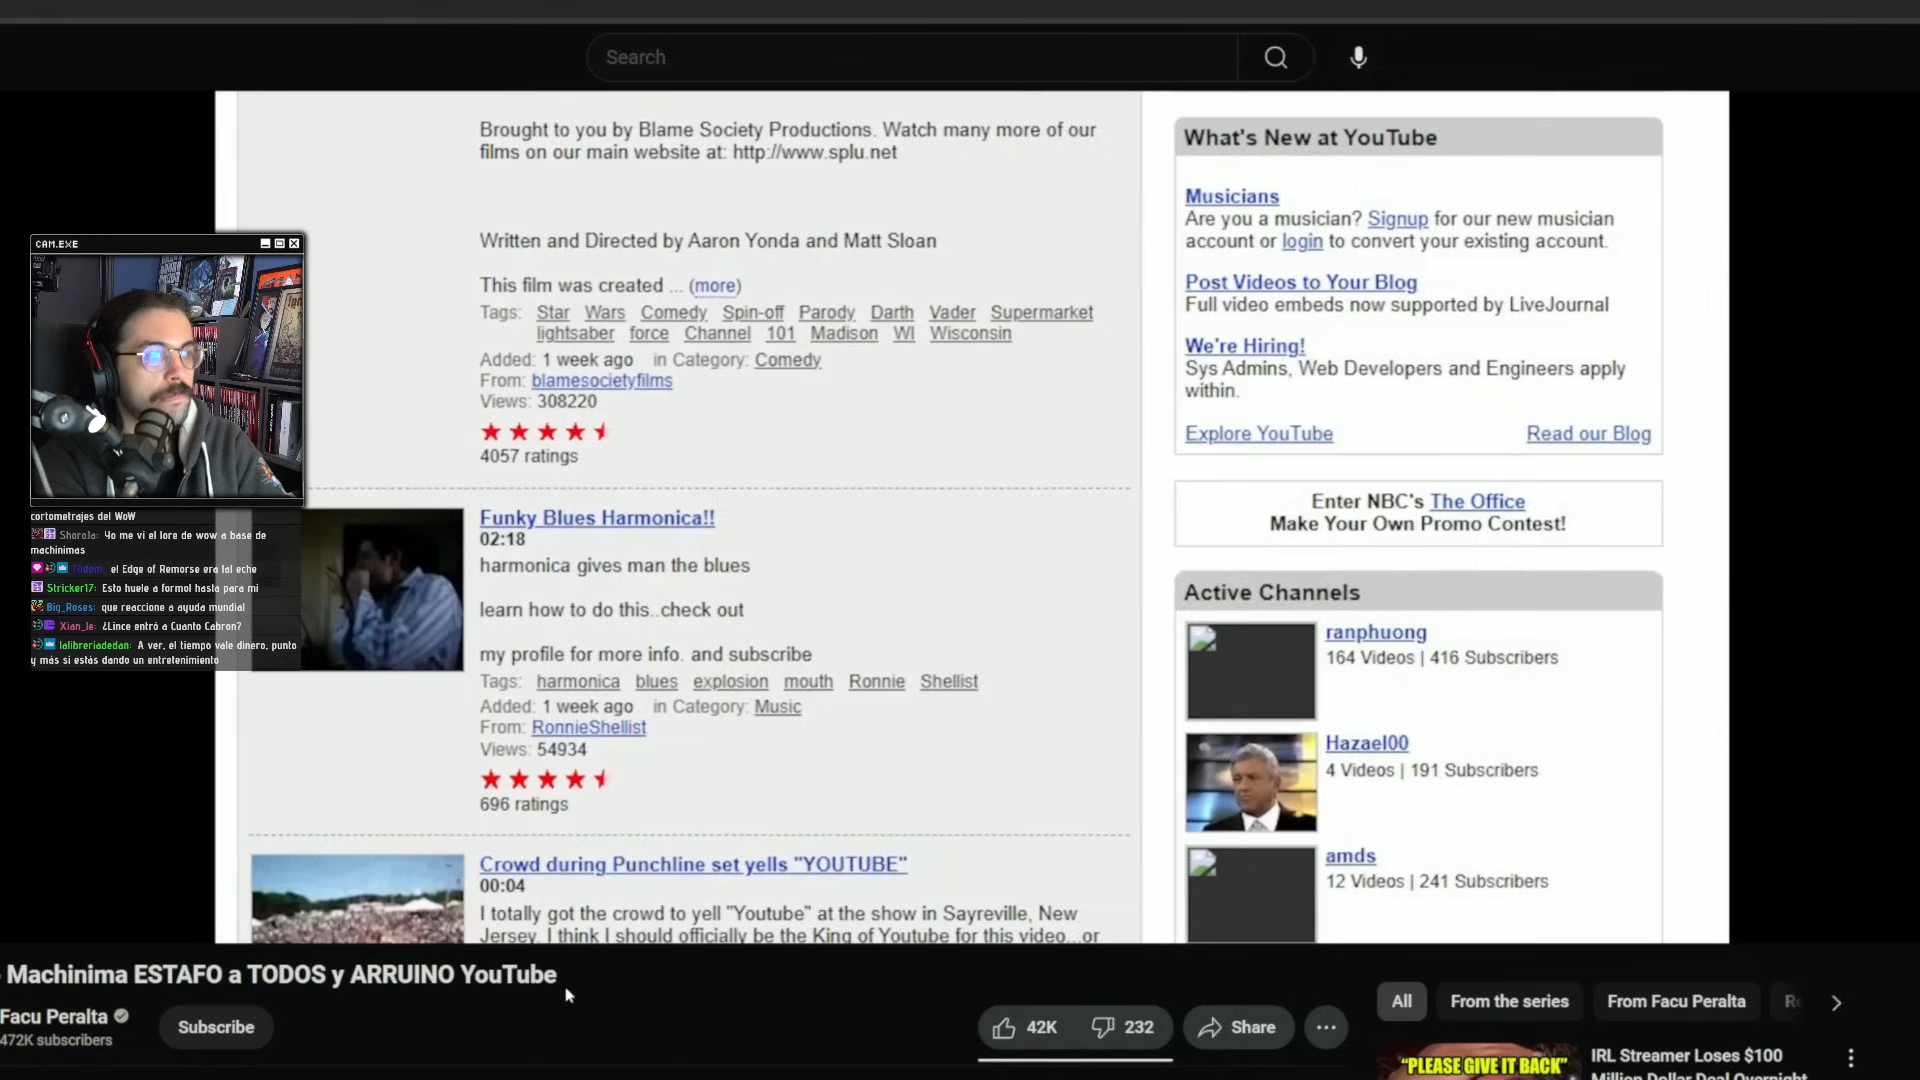 Search
Brought to you by Blame Society Productions. Watch many more of our
films on our main website at: http://www.splu.net
Written and Directed by Aaron Yonda and Matt Sloan
This film was created ... (more)
Tags: Star Wars Comedy Spin-off Parody Darth Vader Supermarket
lightsaber force Channel 101 Madison WI Wisconsin
Added: 1 week ago in Category: Comedy
From: blamesocietyfilms
Views: 308220
4057 ratings
Funky Blues Harmonica!!
02:18
harmonica gives man the blues
learn how to do this..check out
my profile for more info. and subscribe
Tags: harmonica blues explosion mouth Ronnie Shellist
Added: 1 week ago in Category: Music
From: RonnieShellist
Views: 54934
696 ratings
Crowd during Punchline set yells "YOUTUBE"
00:04
I totally got the crowd to yell "Youtube" at the show in Sayreville, New
Jersey. I think I should officially be the King of Youtube for this video...or
What's New at YouTube
Musicians
Are you a musician? Signup for our new musician
account or login to convert your existing account.
Post Videos to Your Blog
Full video embeds now supported by LiveJournal
We're Hiring!
Sys Admins, Web Developers and Engineers apply
within.
Explore YouTube Read our Blog
Enter NBC's The Office
Make Your Own Promo Contest!
Active Channels
ranphuong
164 Videos | 416 Subscribers
Hazael00
4 Videos | 191 Subscribers
amds
12 Videos | 241 Subscribers
CAM.EXE
cortometrajes del WoW
Shoroja: Yo me vi el lore de wow a base de
machinimas
Tildom: el Edge of Remorse era lal eche
Stricker17: Esto huele a formol hasta para mi
Big_Roses: que reaccione a ayuda mundial
Xian_le: ¿Lince entró a Cuanto Cabron?
lalibreriadedan: A ver, el tiempo vale dinero, punto
y más si estás dando un entretenimiento
Machinima ESTAFO a TODOS y ARRUINO YouTube
Facu Peralta
472K subscribers
Subscribe
42K
232
Share
All
From the series
From Facu Peralta
"PLEASE GIVE IT BACK"
IRL Streamer Loses $100
Million Dollar Deal Overnight